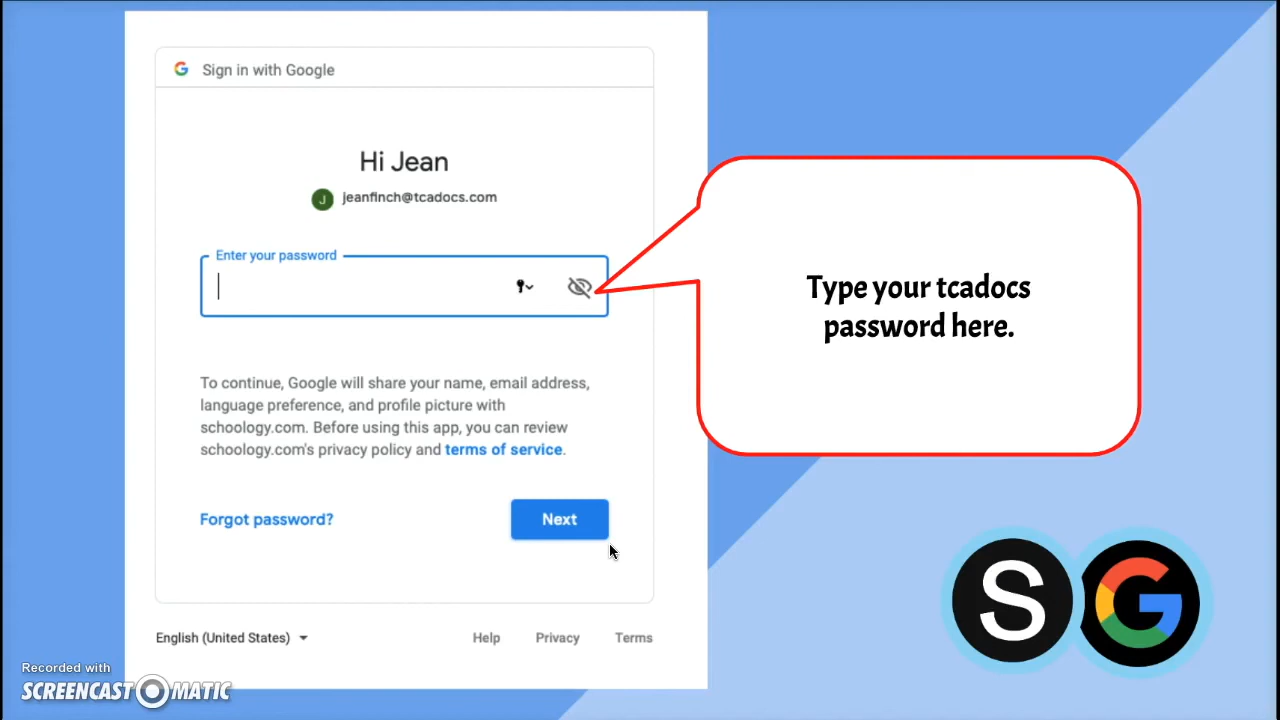 Sign in with Google
Hi Jean
J
jeanfinch@tcadocs.com
Enter your password
Type your tcadocs
password here.
To continue, Google will share your name, email address,
language preference, and profile picture with
schoology.com. Before using this app, you can review
schoology.com's privacy policy and terms of service.
Forgot password?
Next
S G
English (United States)
Help
Privacy
Terms
Recorded with
SCREENCAST-O-MATIC